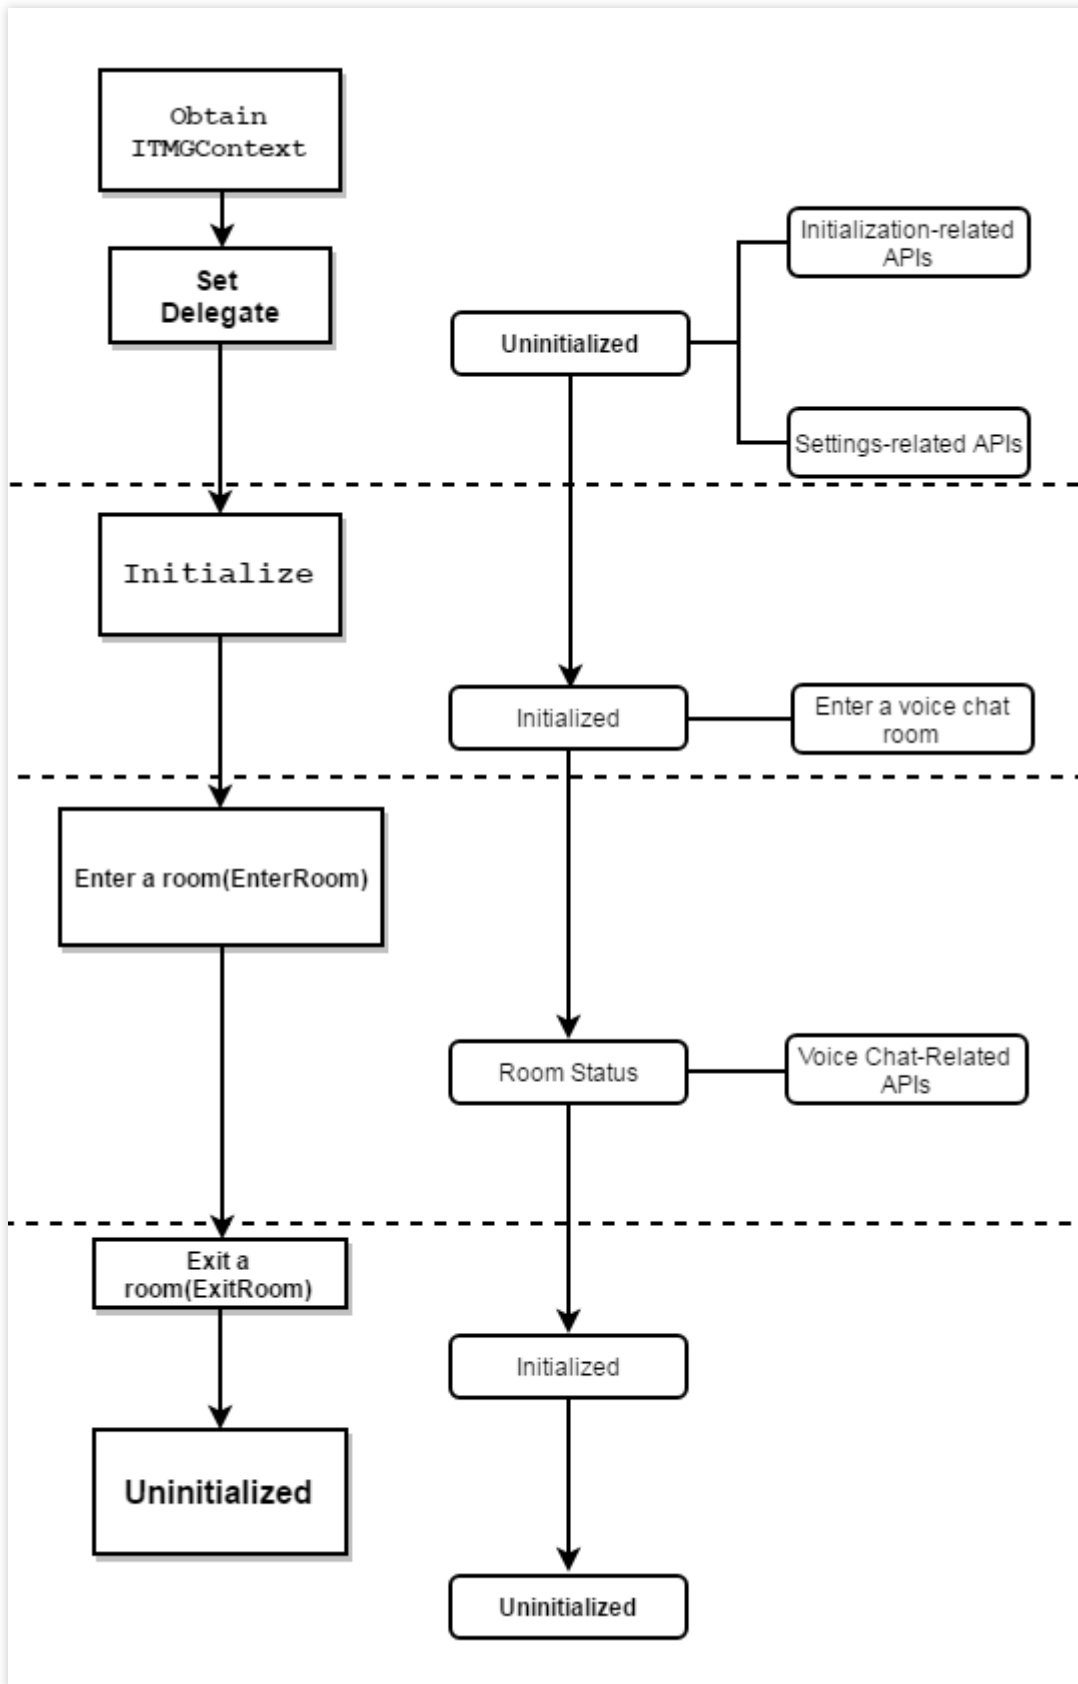 Obtain
ITMGContext
Set
Delegate
Initialization-related
APIs
Uninitialized
Settings-related APIs
Initialize
Initialized
Enter a voice chat
room
Enter a room(EnterRoom)
Room Status
Voice Chat-Related
APIs
Exit a
room(ExitRoom)
Initialized
Uninitialized
Uninitialized